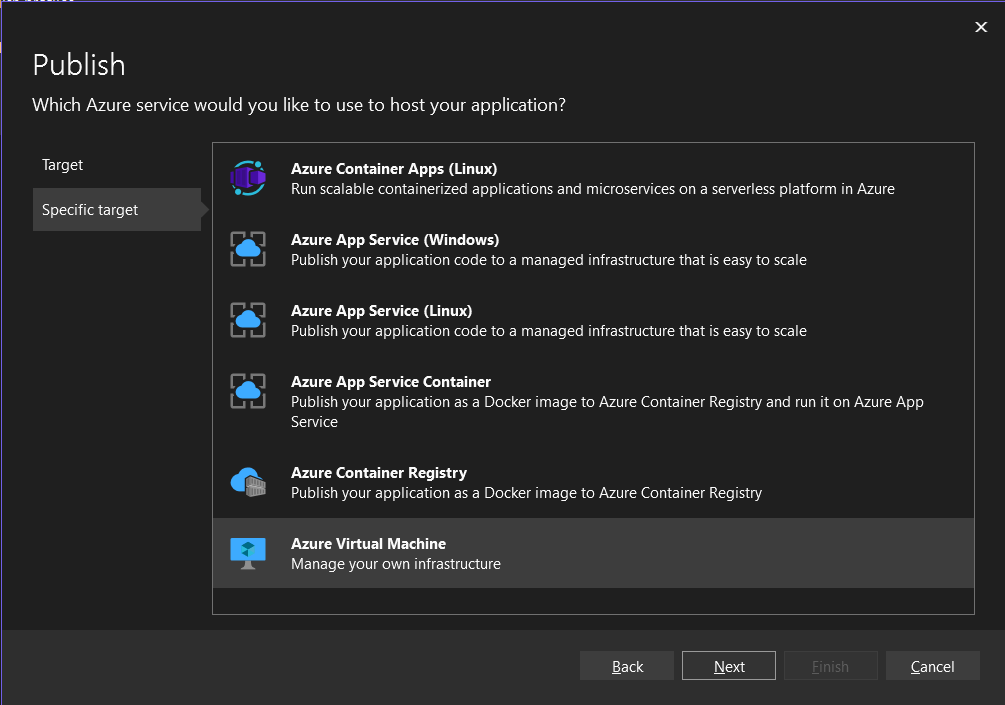 Publish
Which Azure service would you like to use to host your application?
Target
Specific target
Azure Container Apps (Linux)
Run scalable containerized applications and microservices on a serverless platform in Azure
Azure App Service (Windows)
Publish your application code to a managed infrastructure that is easy to scale
Azure App Service (Linux)
Publish your application code to a managed infrastructure that is easy to scale
Azure App Service Container
Publish your application as a Docker image to Azure Container Registry and run it on Azure App
Service
Azure Container Registry
Publish your application as a Docker image to Azure Container Registry
Azure Virtual Machine
Manage your own infrastructure
Back
Next
Finish
Cancel